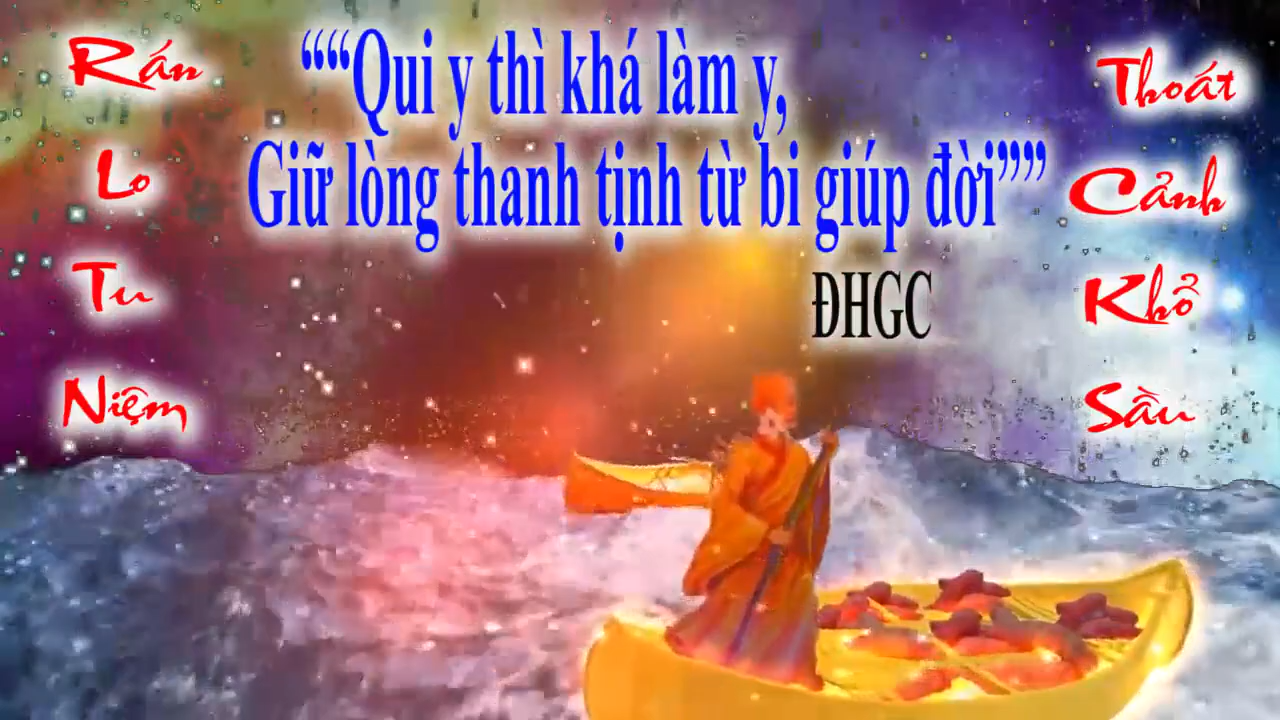 ““Qui y thì khá làm y,
Giữ lòng thanh tịnh từ bi giúp đời””
ĐHGC
Rấn
Lo
Tu
Niệm
Thoát
Cảnh
Khổ
Sầu